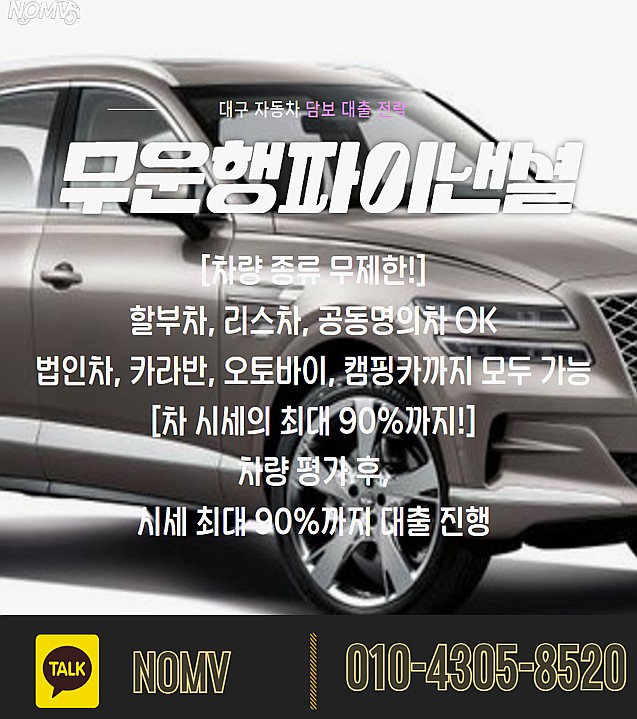 NOMV
대구 자동차 담보 대출 전략
무운행파이낸셜
[차량 종류 무제한!]
할부차, 리스차, 공동명의차 OK
법인차, 카라반, 오토바이, 캠핑카까지 모두 가능
[차 시세의 최대 90%까지!]
차량 평가 후,
시세 최대 90%까지 대출 진행
TALK
NOMV
010-4305-8520